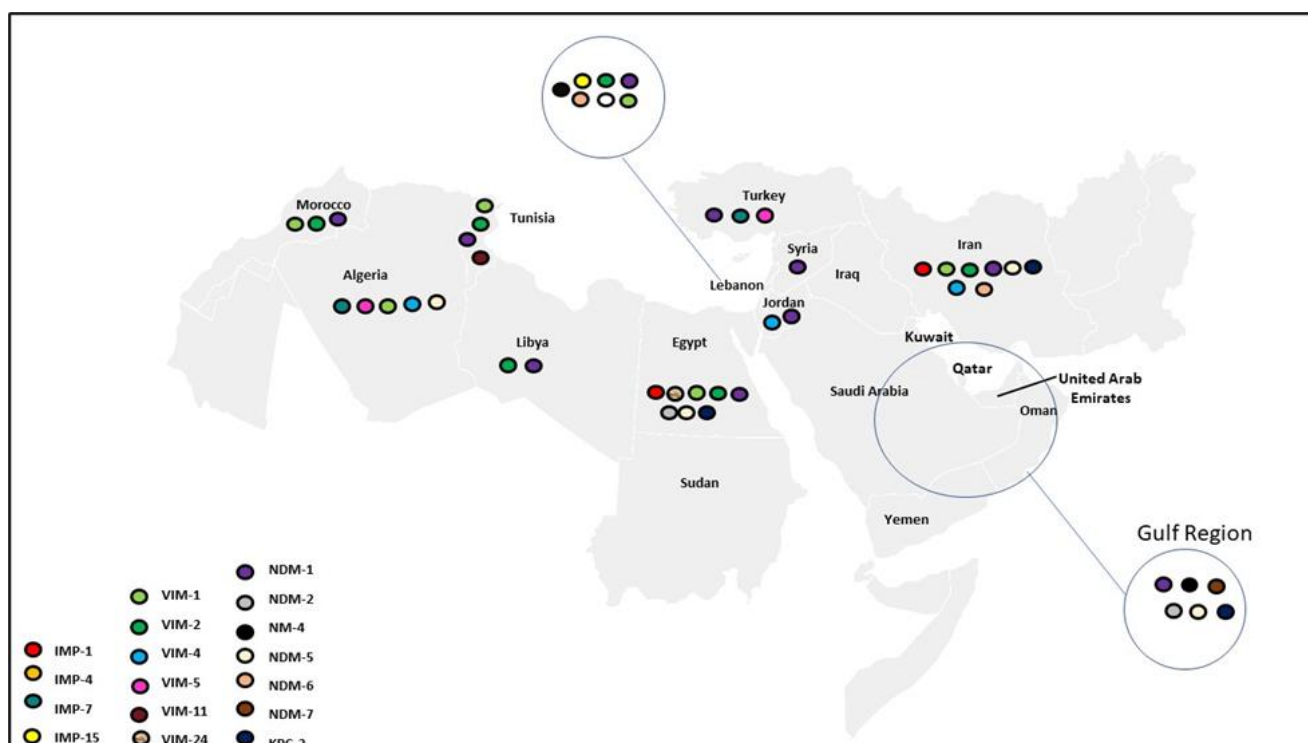 Morocco
Tunisia
Turkey
Syria
Iran
Algeria
Lebanon
Iraq
Jordan
Libya
Egypt
Kuwait
Qatar
Saudi Arabia
United Arab
Emirates
Oman
Sudan
Yemen
Gulf Region
IMP-1
IMP-4
IMP-7
IMP-15
VIM-1
VIM-2
VIM-4
VIM-5
VIM-11
VIM-24
NDM-1
NDM-2
NM-4
NDM-5
NDM-6
NDM-7